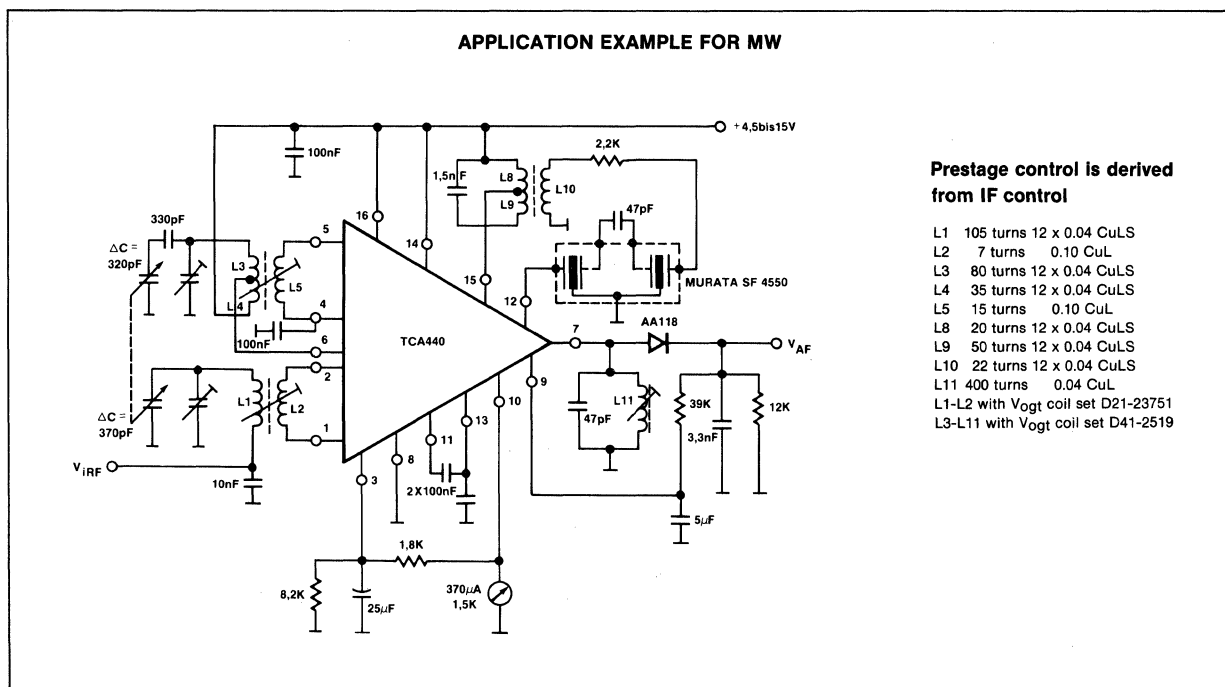 APPLICATION EXAMPLE FOR MW
+4,5bis15V
100nF
2,2K
1,5nF
L8
L9
L10
47pF
330pF
16
5
14
ΔC =
320pF
L3
L4
L5
15
12
MURATA SF 4550
4
100nF
6
TCA440
7
AA118
VAF
2
9
ΔC =
370pF
L1
L2
10
47pF
L11
39K
3,3nF
12K
1
11
13
ViRF
10nF
3
8
2X100nF
5µF
1,8K
8,2K
25µF
370µA
1,5K
Prestage control is derived
from IF control
L1 105 turns 12 x 0.04 CuLS
L2 7 turns 0.10 CuL
L3 80 turns 12 x 0.04 CuLS
L4 35 turns 12 x 0.04 CuLS
L5 15 turns 0.10 CuL
L8 20 turns 12 x 0.04 CuLS
L9 50 turns 12 x 0.04 CuLS
L10 22 turns 12 x 0.04 CuLS
L11 400 turns 0.04 CuL
L1-L2 with Vogt coil set D21-23751
L3-L11 with Vogt coil set D41-2519